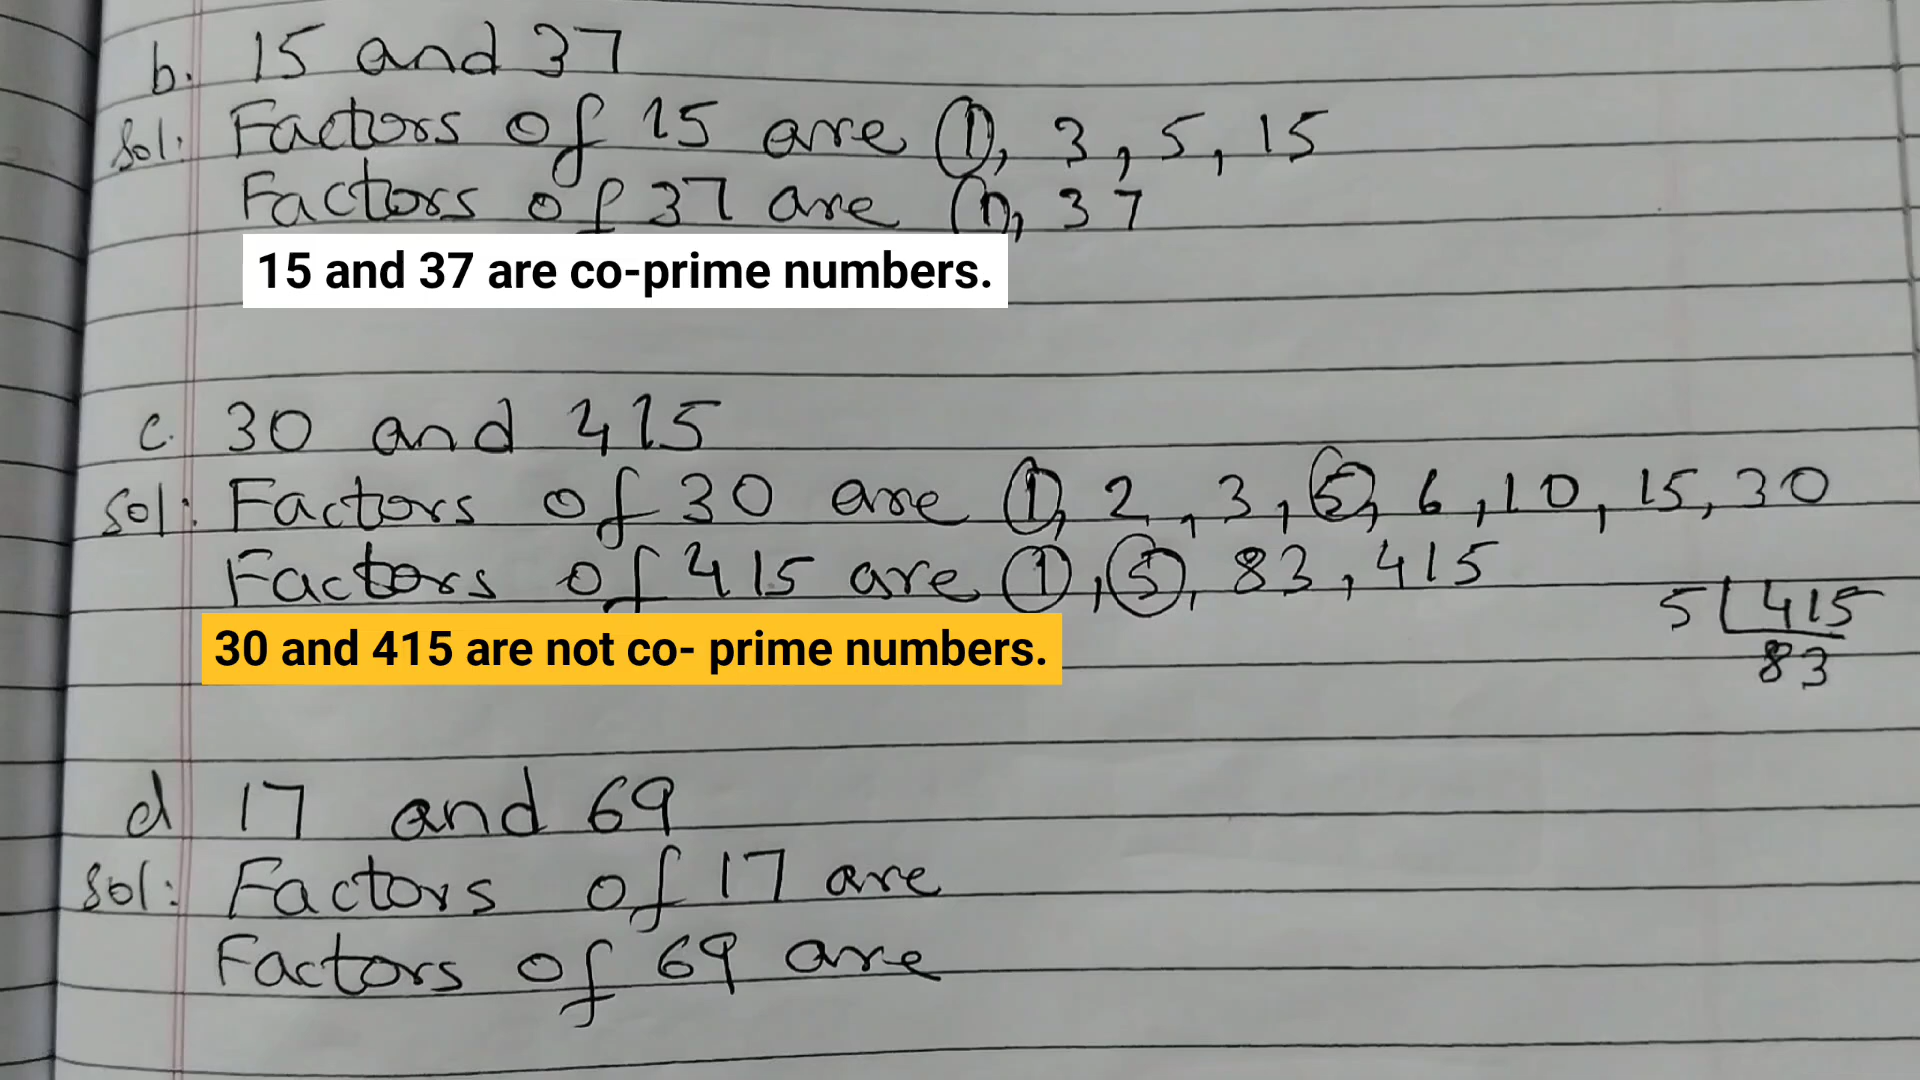 b. 15 and 37
Sol: Factors of 15 are 1, 3, 5, 15
Factors of 37 are 1, 37
15 and 37 are co-prime numbers.
c. 30 and 415
Sol: Factors of 30 are 1, 2, 3, 5, 6, 10, 15, 30
Factors of 415 are 1, 5, 83, 415
5 415
83
30 and 415 are not co- prime numbers.
d 17 and 69
Sol: Factors of 17 are
Factors of 69 are